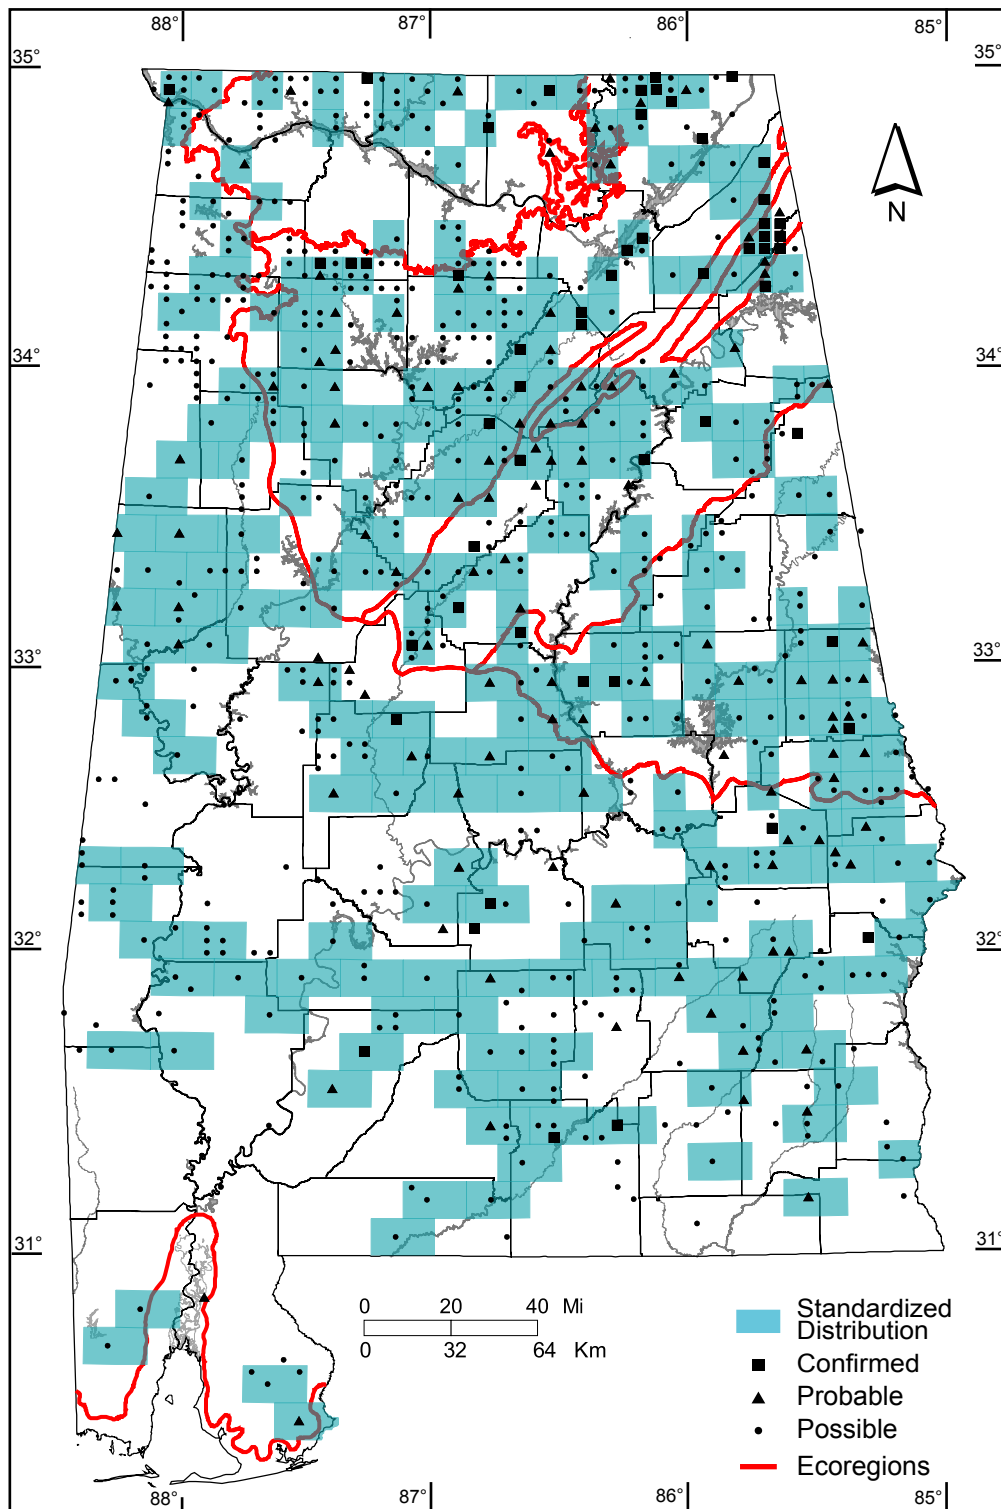 88° 87° 86° 85°
35° 35°
N
34° 34°
33° 33°
32° 32°
31° 31°
0 20 40 Mi
0 32 64 Km
Standardized
Distribution
Confirmed
Probable
Possible
Ecoregions
88° 87° 86° 85°